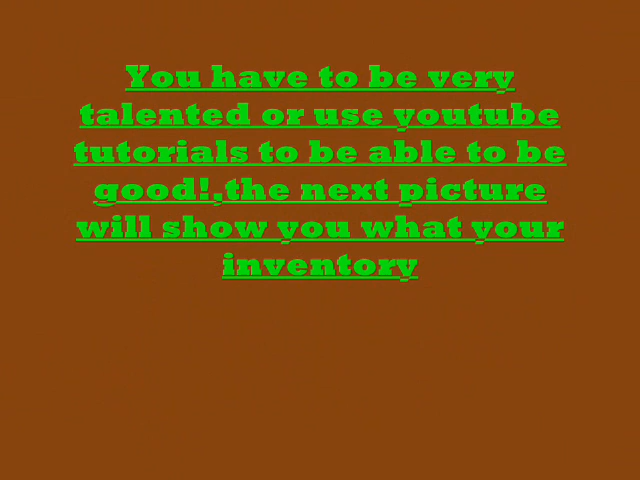 You have to be very
talented or use youtube
tutorials to be able to be
good!,the next picture
will show you what your
inventory